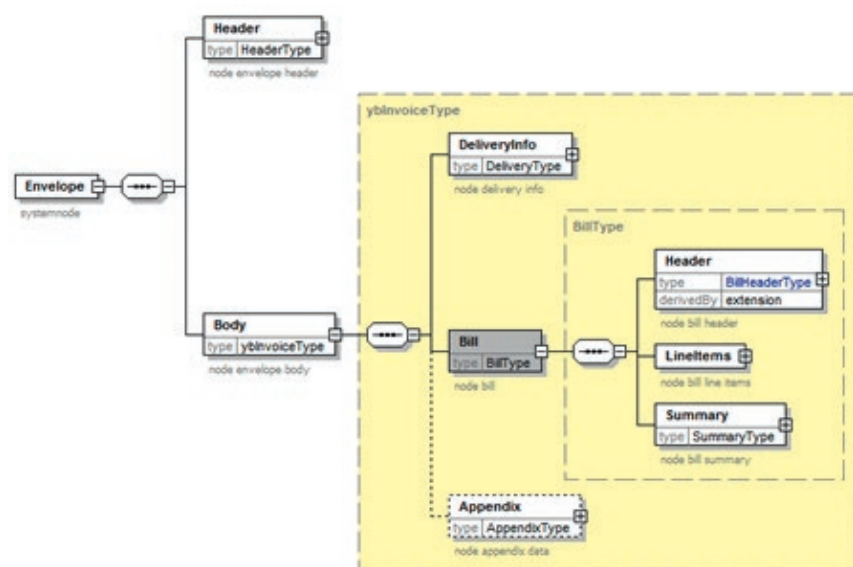 Header
type HeaderType
node envelope header
ybInvoiceType
DeliveryInfo
type DeliveryType
node delivery info
Envelope
systemnode
BillType
Header
type BillHeaderType
derivedBy extension
node bill header
Body
type ybInvoiceType
node envelope body
Bill
type BillType
node bill
LineItems
node bill line items
Summary
type SummaryType
node bill summary
Appendix
type AppendixType
node appendix data